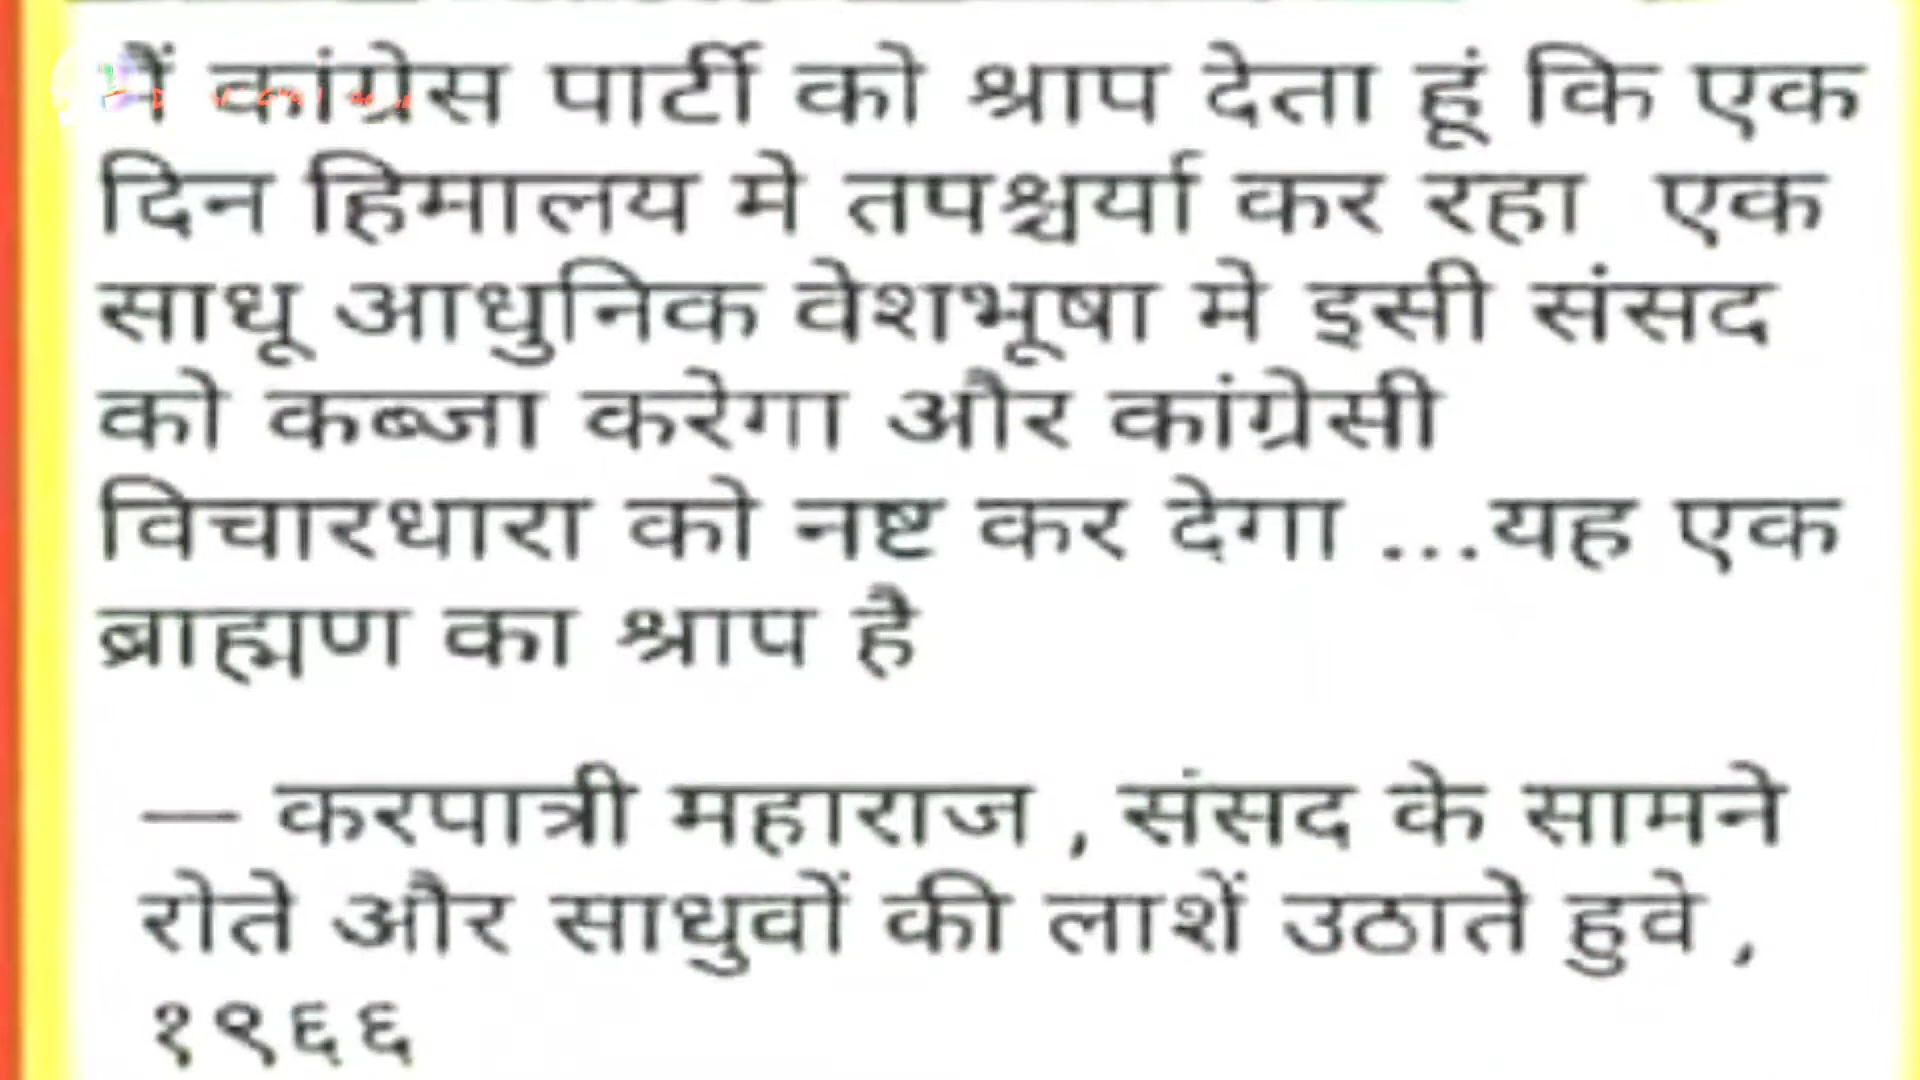 मैं कांग्रेस पार्टी को श्राप देता हूं कि एक
दिन हिमालय मे तपश्चर्या कर रहा एक
साधू आधुनिक वेशभूषा मे इसी संसद
को कब्जा करेगा और कांग्रेसी
विचारधारा को नष्ट कर देगा ...यह एक
ब्राह्मण का श्राप है
— करपात्री महाराज , संसद के सामने
रोते और साधुवों की लाशें उठाते हुवे ,
१९६६